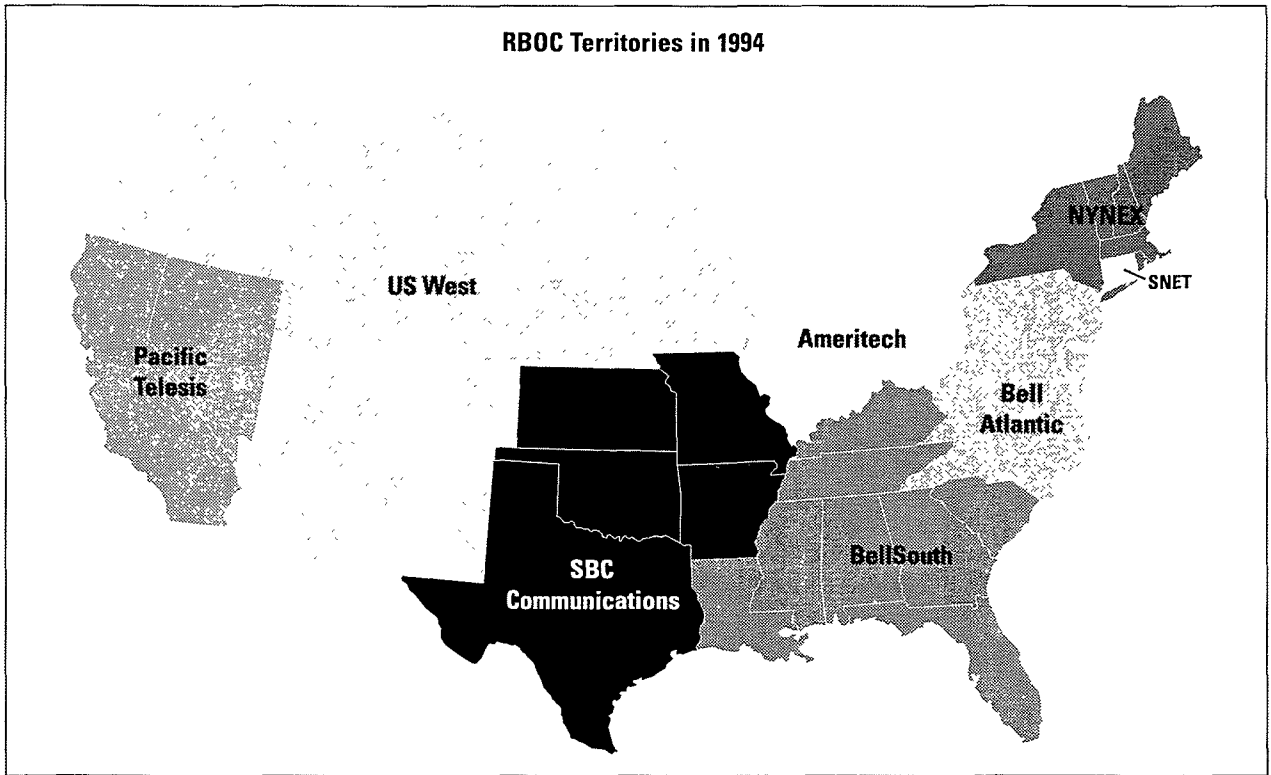 RBOC Territories in 1994
NYNEX
SNET
US West
Ameritech
Pacific
Telesis
Bell
Atlantic
BellSouth
SBC
Communications